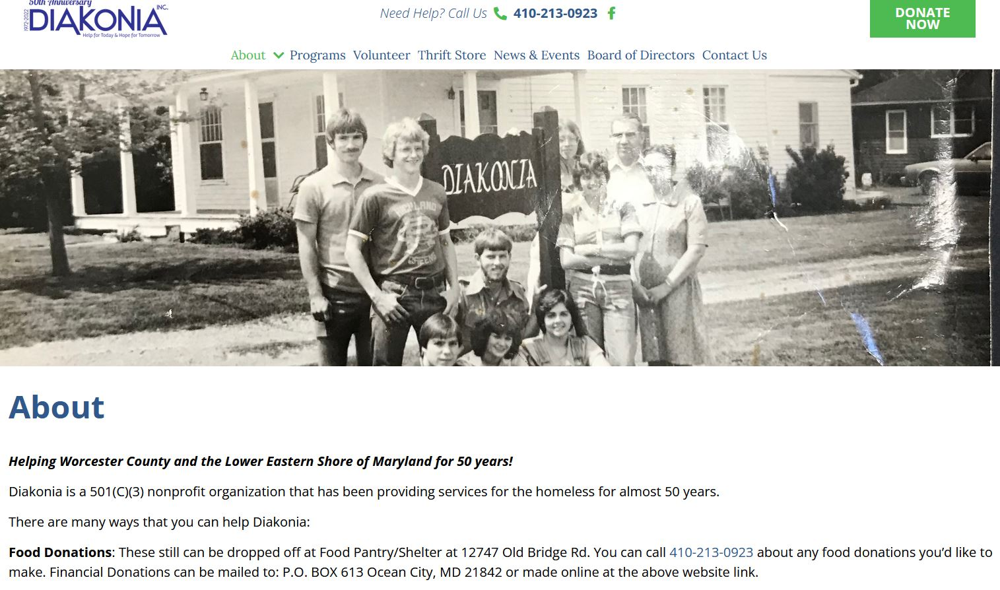 50th Anniversary
1972-2022
DIAKONIA INC.
Help for Today & Hope for Tomorrow
Need Help? Call Us 410-213-0923
DONATE
NOW
About Programs Volunteer Thrift Store News & Events Board of Directors Contact Us
DIAKONIA
About
Helping Worcester County and the Lower Eastern Shore of Maryland for 50 years!
Diakonia is a 501(C)(3) nonprofit organization that has been providing services for the homeless for almost 50 years.
There are many ways that you can help Diakonia:
Food Donations: These still can be dropped off at Food Pantry/Shelter at 12747 Old Bridge Rd. You can call 410-213-0923 about any food donations you’d like to
make. Financial Donations can be mailed to: P.O. BOX 613 Ocean City, MD 21842 or made online at the above website link.